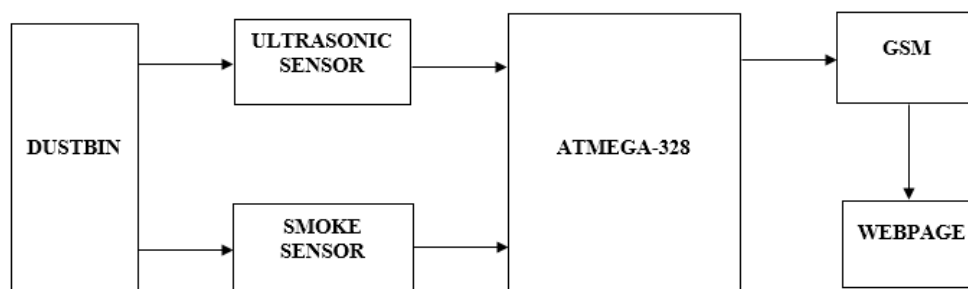 DUSTBIN
ULTRASONIC
SENSOR
SMOKE
SENSOR
ATMEGA-328
GSM
WEBPAGE